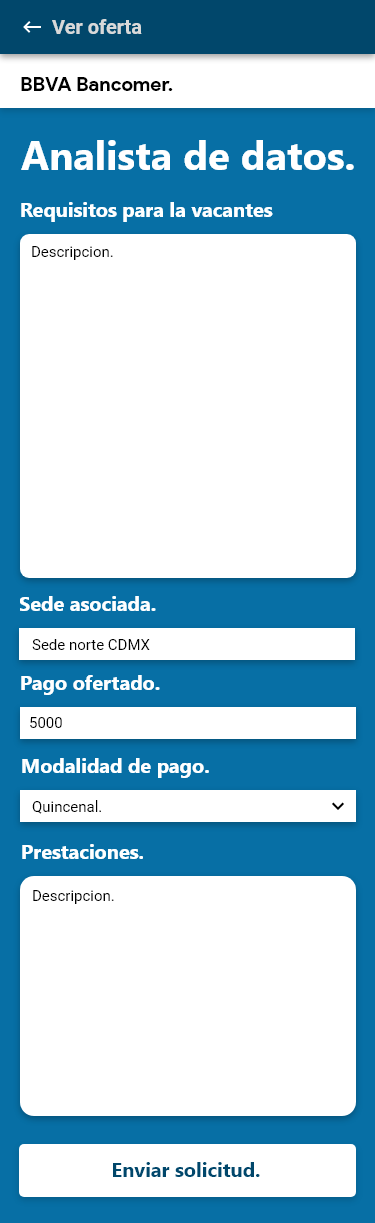 Ver oferta
BBVA Bancomer.
Analista de datos.
Requisitos para la vacantes
Descripcion.
Sede asociada.
Sede norte CDMX
Pago ofertado.
5000
Modalidad de pago.
Quincenal.
Prestaciones.
Descripcion.
Enviar solicitud.